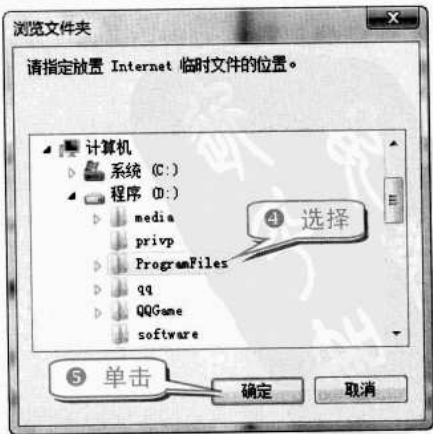 浏览文件夹
请指定放置 Internet 临时文件的位置。
计算机
系统 (C:)
程序 (D:)
media
privp
ProgramFiles
qq
QQGame
software
❹ 选择
❺ 单击
确定 取消